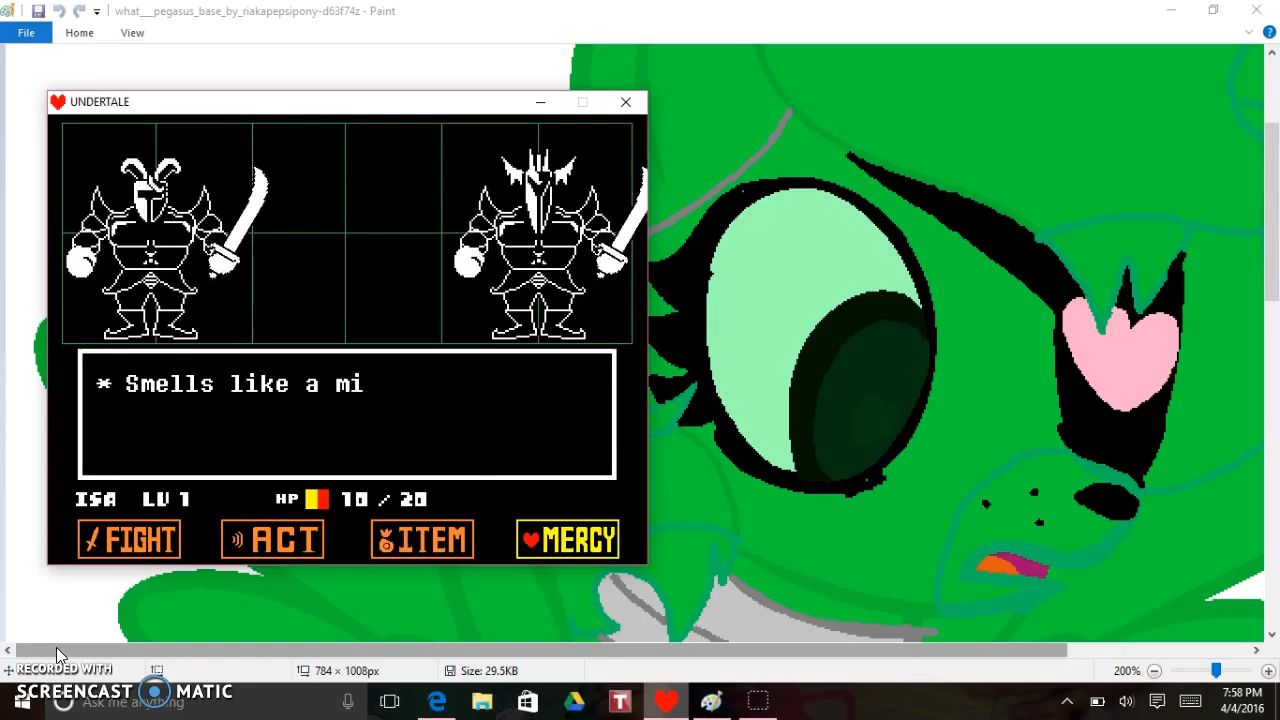 what___pegasus_base_by_riakapepsipony-d63f74z - Paint
File Home View
UNDERTALE
* Smells like a mi
ISA LV 1 HP 10 / 20
FIGHT ACT ITEM MERCY
RECORDED WITH
784 × 1008px Size: 29.5KB 200%
SCREENCAST MATIC
Ask me anything
7:58 PM
4/4/2016